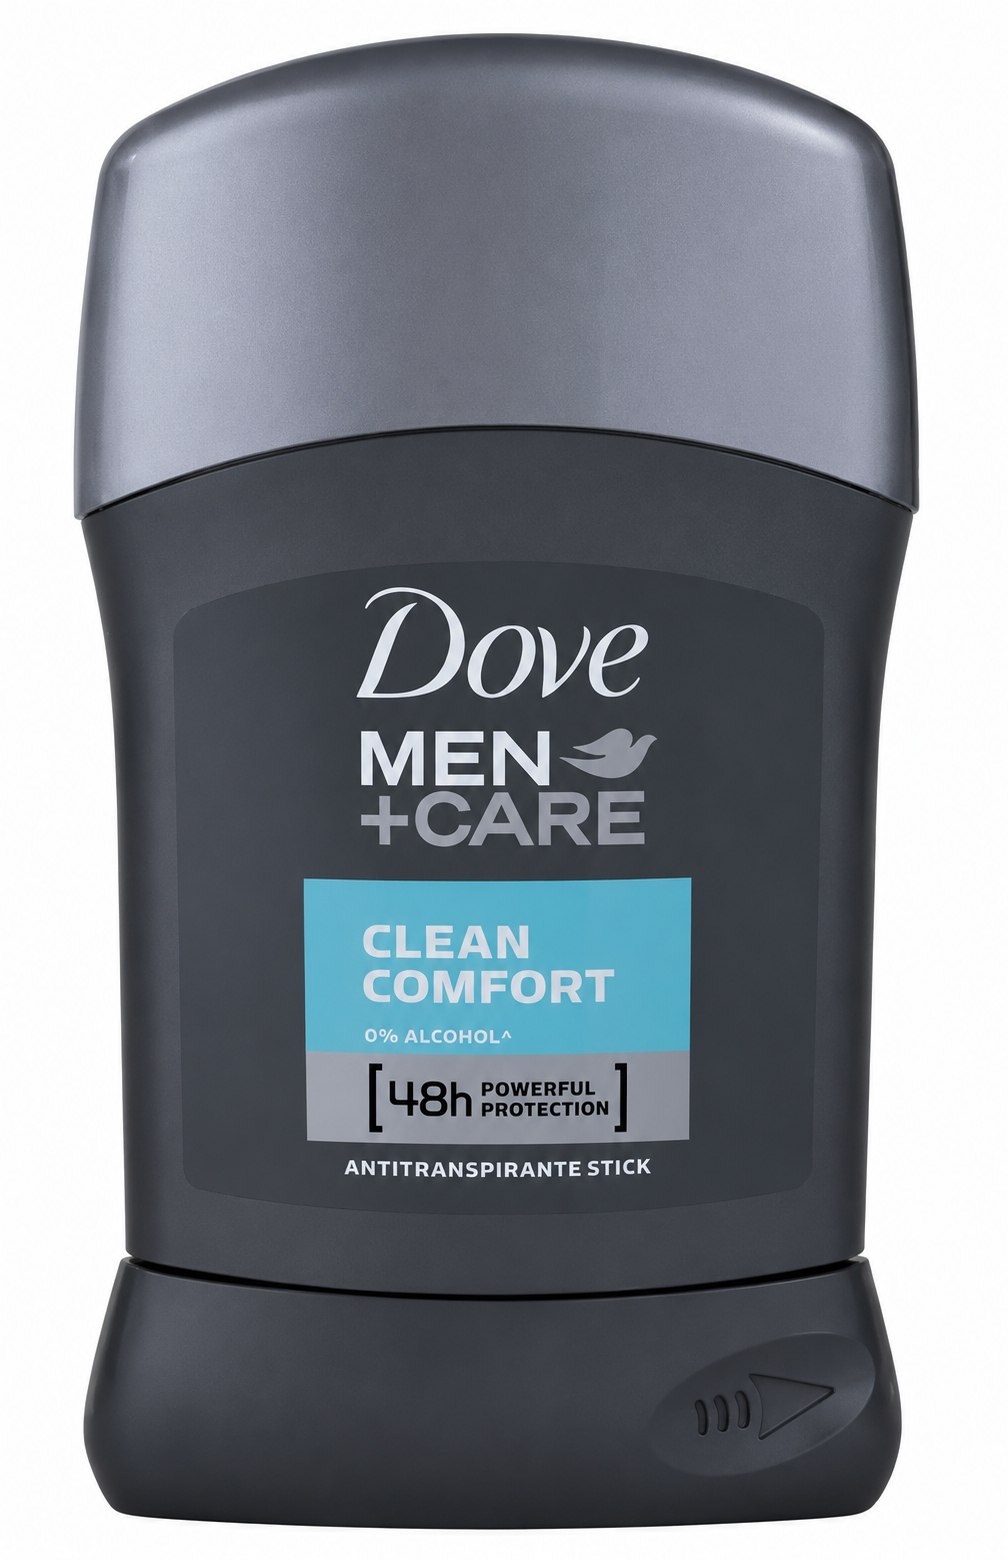 Dove
MEN
+CARE
CLEAN
COMFORT
0% ALCOHOL^
[48h POWERFUL
PROTECTION]
ANTITRANSPIRANTE STICK